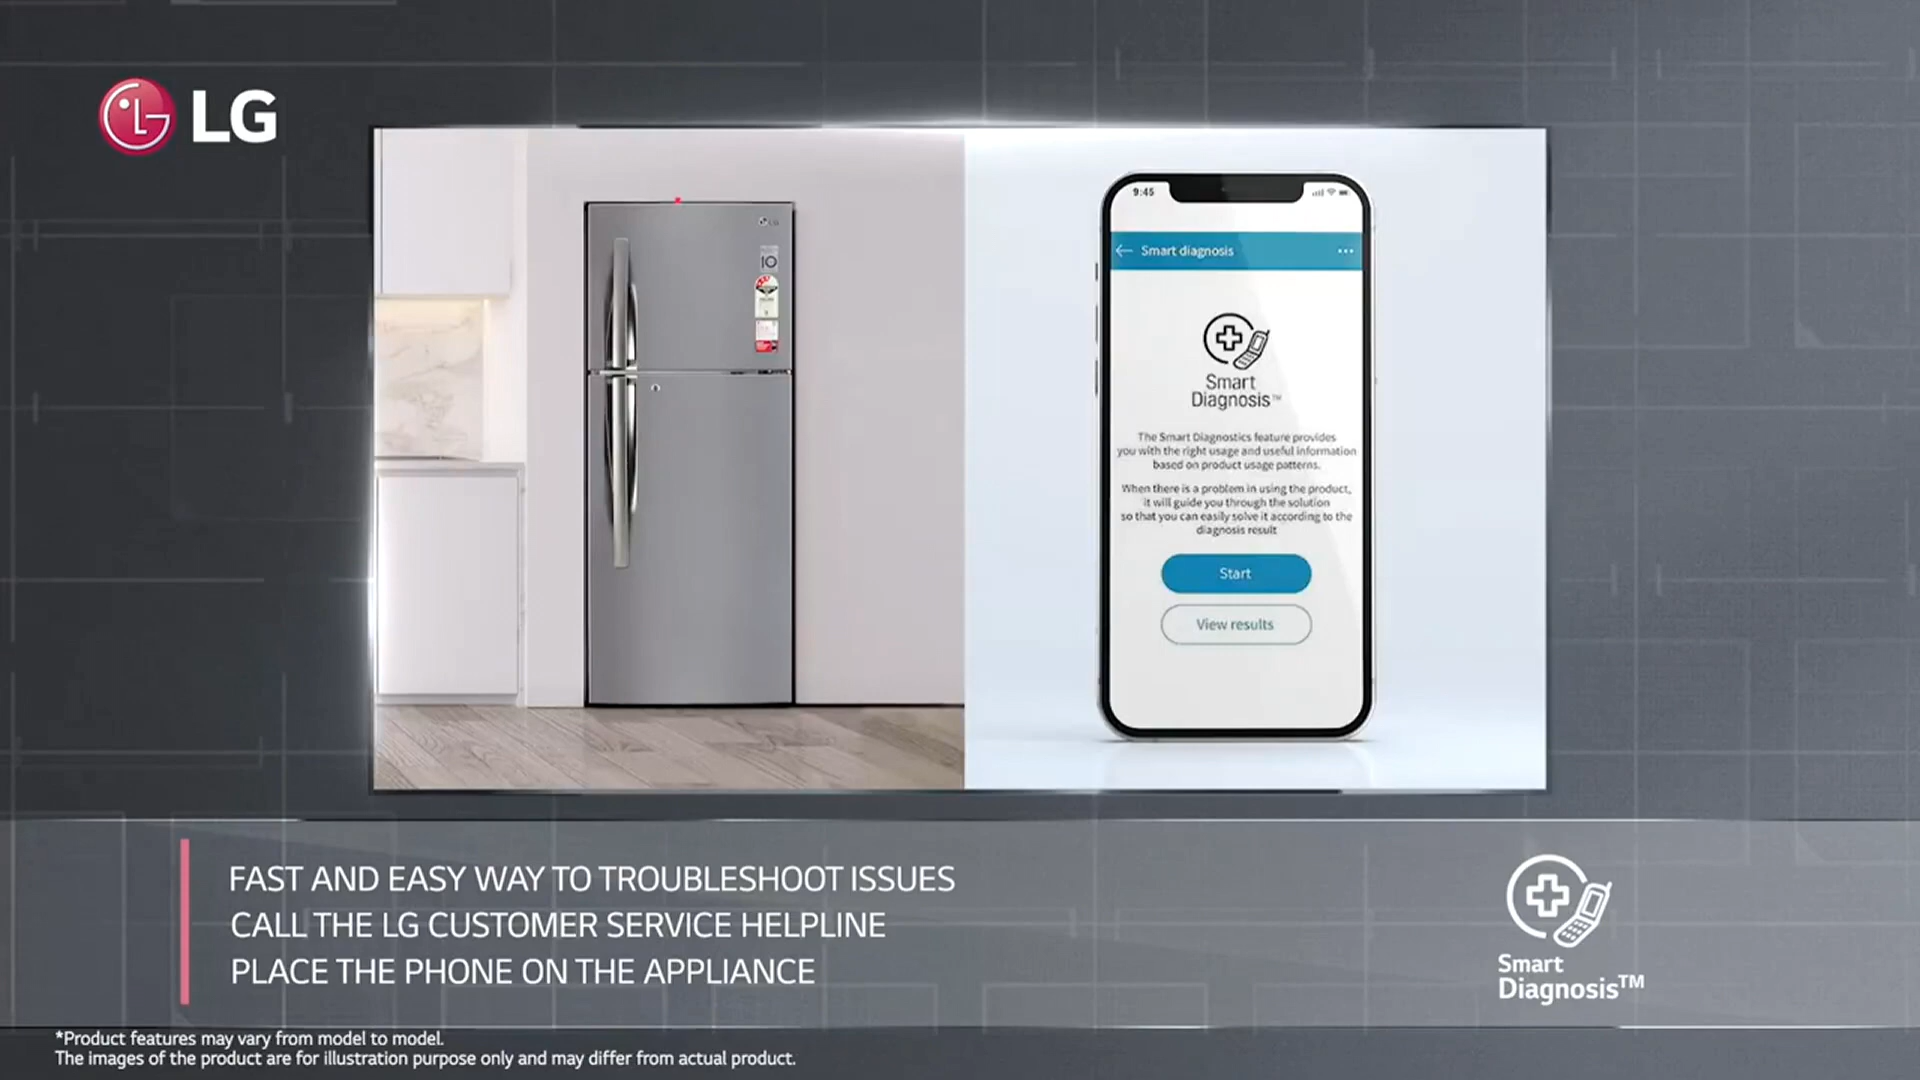 LG
LG
10
9:45
Smart diagnosis
Smart
Diagnosis™
The Smart Diagnostics feature provides
you with the right usage and useful information
based on product usage patterns.
When there is a problem in using the product,
it will guide you through the solution
so that you can easily solve it according to the
diagnosis result
Start
View results
FAST AND EASY WAY TO TROUBLESHOOT ISSUES
CALL THE LG CUSTOMER SERVICE HELPLINE
PLACE THE PHONE ON THE APPLIANCE
Smart
Diagnosis™
*Product features may vary from model to model.
The images of the product are for illustration purpose only and may differ from actual product.